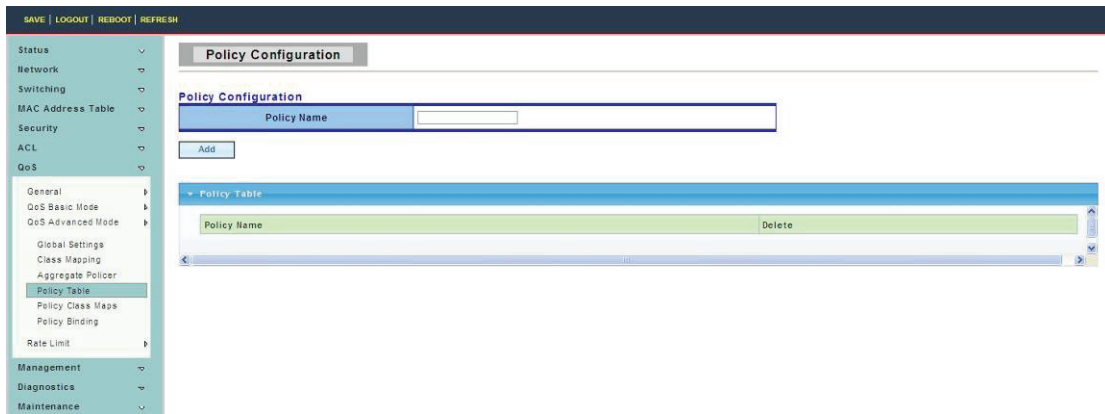 SAVE | LOGOUT | REBOOT | REFRESH
Status
Network
Switching
MAC Address Table
Security
ACL
QoS
General
QoS Basic Mode
QoS Advanced Mode
Global Settings
Class Mapping
Aggregate Policer
Policy Table
Policy Class Maps
Policy Binding
Rate Limit
Management
Diagnostics
Maintenance
Policy Configuration
Policy Configuration
Policy Name
Add
Policy Table
Policy Name Delete